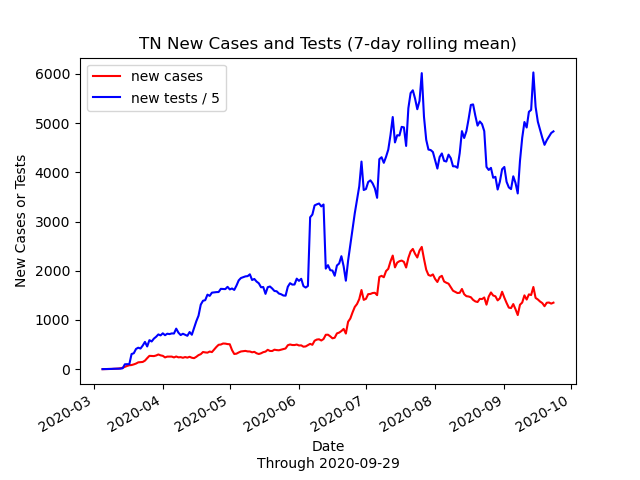 TN New Cases and Tests (7-day rolling mean)
new cases
new tests / 5
New Cases or Tests
6000
5000
4000
3000
2000
1000
0
2020-03
2020-04
2020-05
2020-06
2020-07
2020-08
2020-09
2020-10
Date
Through 2020-09-29